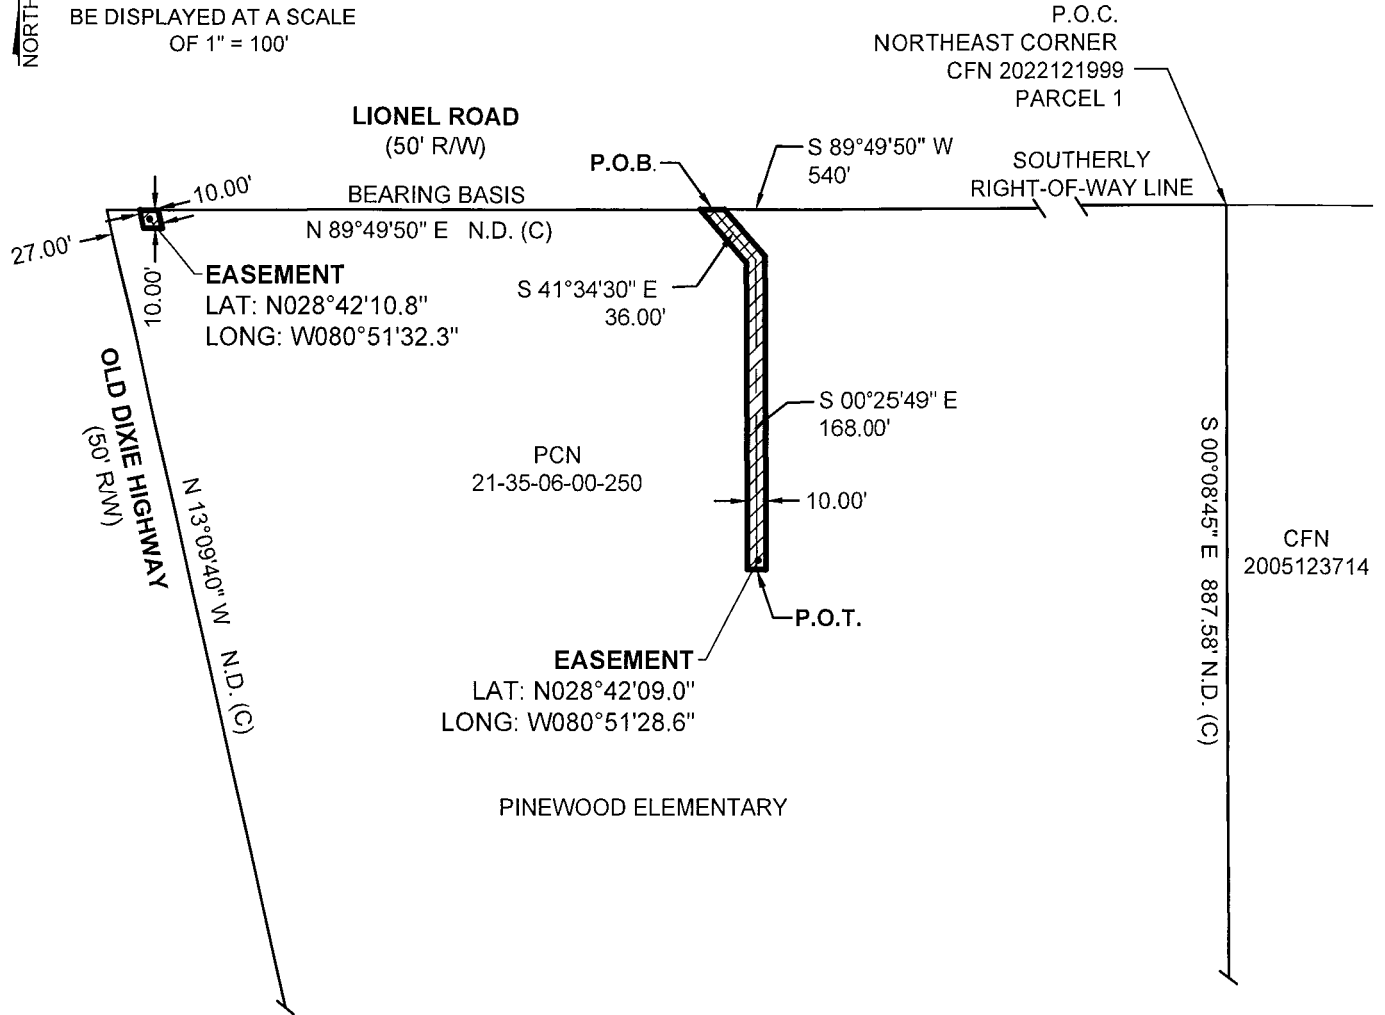 NORTH
BE DISPLAYED AT A SCALE
OF 1" = 100'
P.O.C.
NORTHEAST CORNER
CFN 2022121999
PARCEL 1
LIONEL ROAD
(50' R/W)
P.O.B.
S 89°49'50" W
540'
SOUTHERLY
RIGHT-OF-WAY LINE
10.00'
BEARING BASIS
N 89°49'50" E N.D. (C)
27.00'
10.00'
EASEMENT
LAT: N028°42'10.8"
LONG: W080°51'32.3"
S 41°34'30" E
36.00'
OLD DIXIE HIGHWAY
(50' R/W)
N 13°09'40" W N.D. (C)
S 00°25'49" E
168.00'
PCN
21-35-06-00-250
10.00'
S 00°08'45" E 887.58' N.D. (C)
CFN
2005123714
P.O.T.
EASEMENT
LAT: N028°42'09.0"
LONG: W080°51'28.6"
PINEWOOD ELEMENTARY